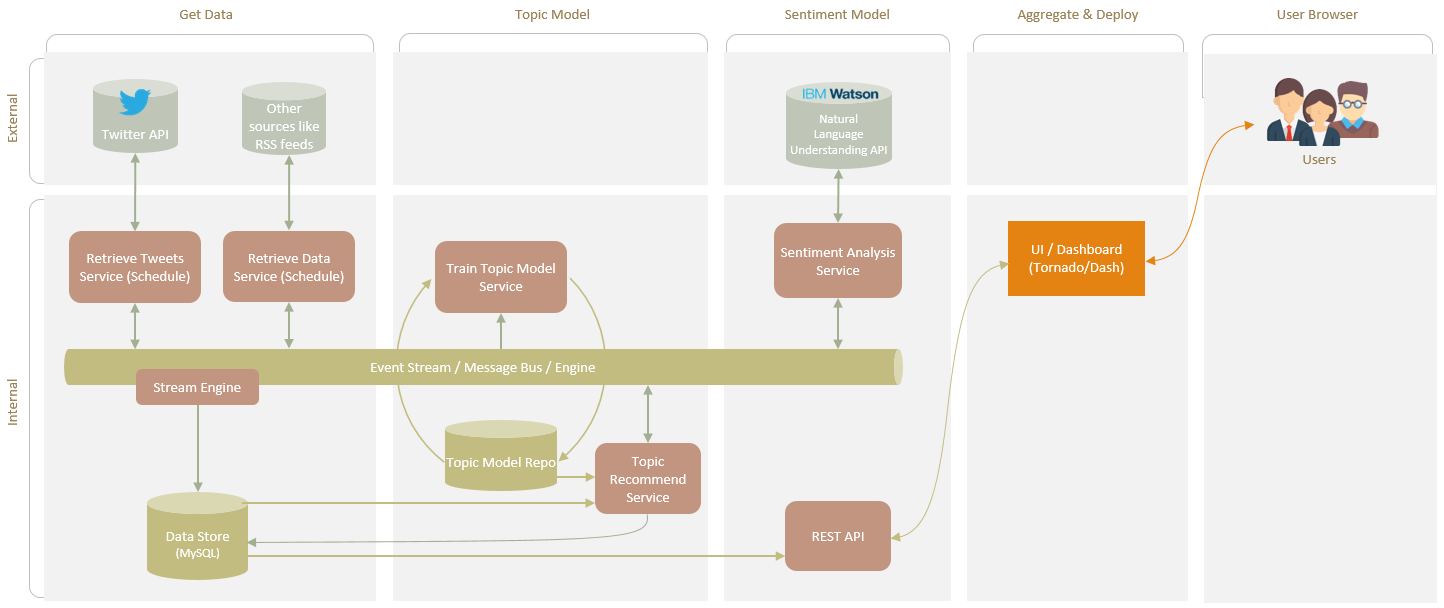 Get Data
Topic Model
Sentiment Model
Aggregate & Deploy
User Browser
External
Twitter API
Other
sources like
RSS feeds
IBM Watson
Natural
Language
Understanding API
Users
Internal
Retrieve Tweets
Service (Schedule)
Retrieve Data
Service (Schedule)
Train Topic Model
Service
Sentiment Analysis
Service
UI / Dashboard
(Tornado/Dash)
Event Stream / Message Bus / Engine
Stream Engine
Topic Model Repo
Topic
Recommend
Service
Data Store
(MySQL)
REST API